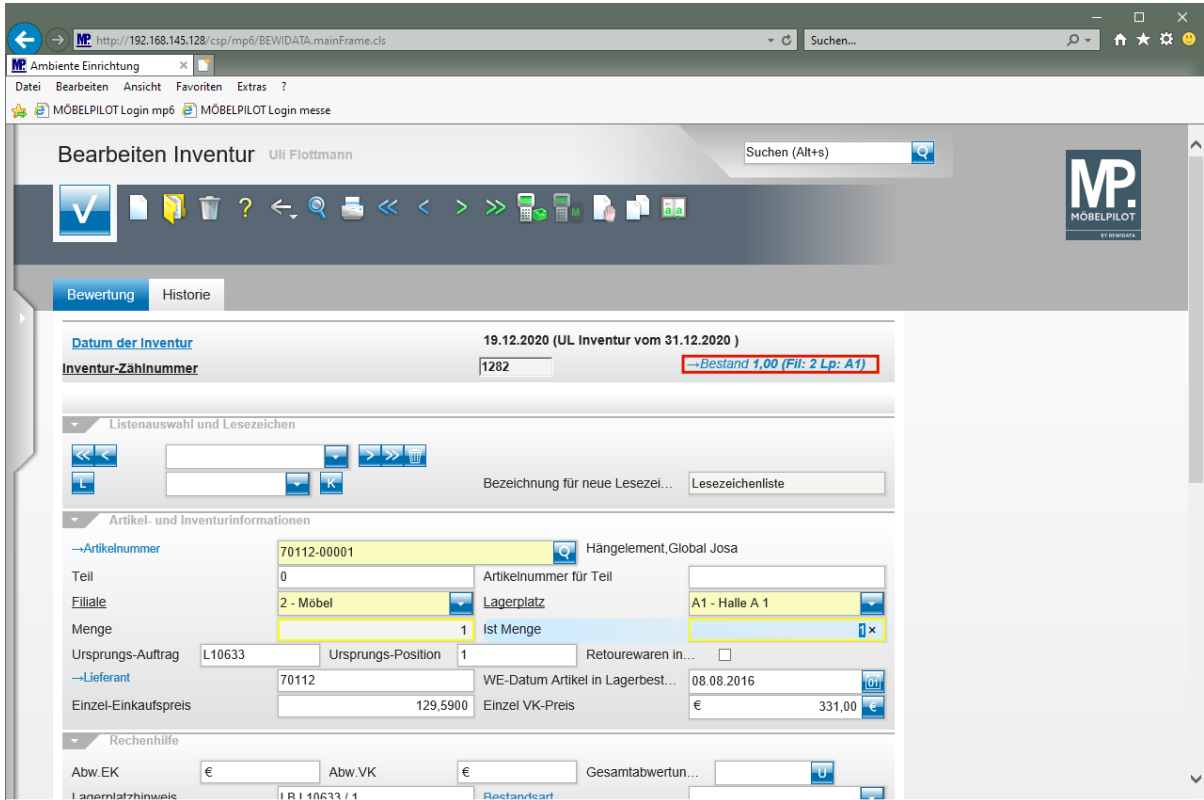 http://192.168.145.128/csp/mp6/BEWIDATA.mainFrame.cls
Suchen...
Ambiente Einrichtung
Datei Bearbeiten Ansicht Favoriten Extras ?
MÖBELPILOT Login mp6 MÖBELPILOT Login messe
Bearbeiten Inventur Uli Flottmann
Suchen (Alt+s)
MP.
MÖBELPILOT
BY BEWIDATA
Bewertung Historie
Datum der Inventur 19.12.2020 (UL Inventur vom 31.12.2020 )
Inventur-Zählnummer 1282 →Bestand 1,00 (Fil: 2 Lp: A1)
Listenauswahl und Lesezeichen
L K Bezeichnung für neue Lesezei... Lesezeichenliste
Artikel- und Inventurinformationen
→Artikelnummer 70112-00001 Hängelement,Global Josa
Teil 0 Artikelnummer für Teil
Filiale 2 - Möbel Lagerplatz A1 - Halle A 1
Menge 1 Ist Menge 1 ×
Ursprungs-Auftrag L10633 Ursprungs-Position 1 Retourewaren in...
→Lieferant 70112 WE-Datum Artikel in Lagerbest... 08.08.2016
Einzel-Einkaufspreis 129,5900 Einzel VK-Preis € 331,00 €
Rechenhilfe
Abw.EK € Abw.VK € Gesamtabwertun... U
Lagerplatzhinweis LB L10633 / 1 Bestandsart